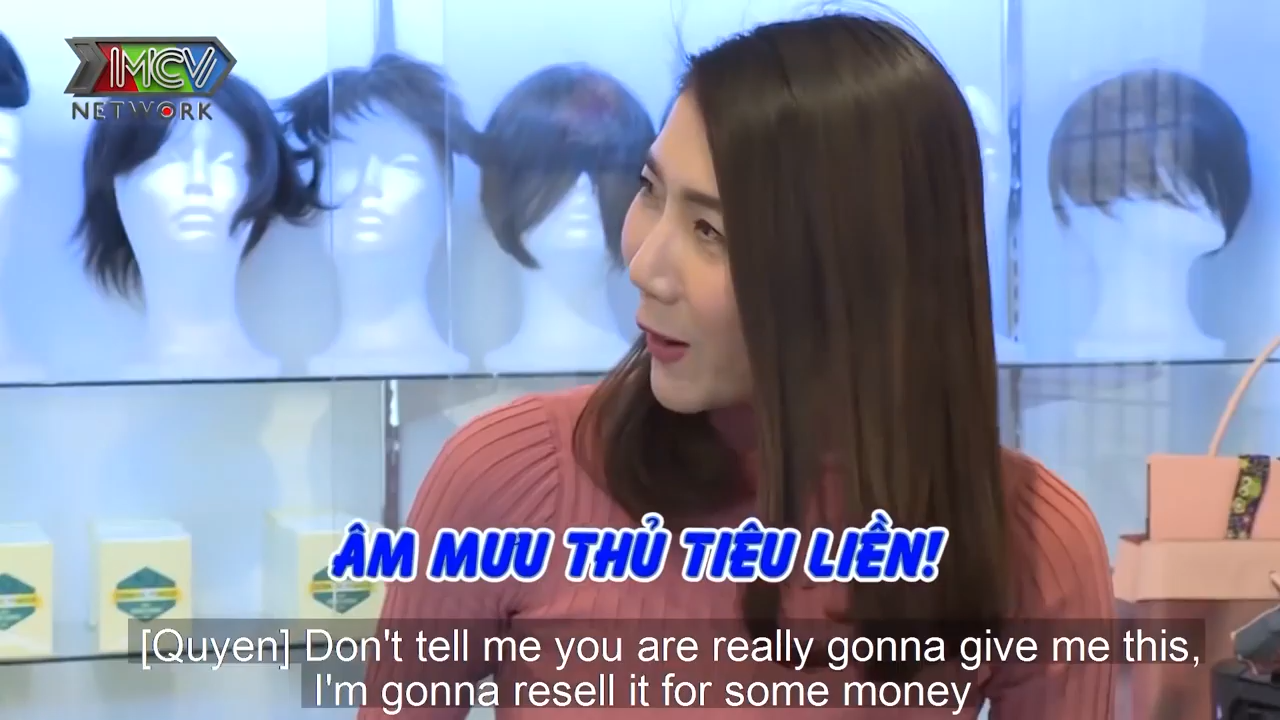 MCV
NETWORK
ÂM MƯU THỦ TIÊU LIỀN!
[Quyen] Don't tell me you are really gonna give me this,
I'm gonna resell it for some money